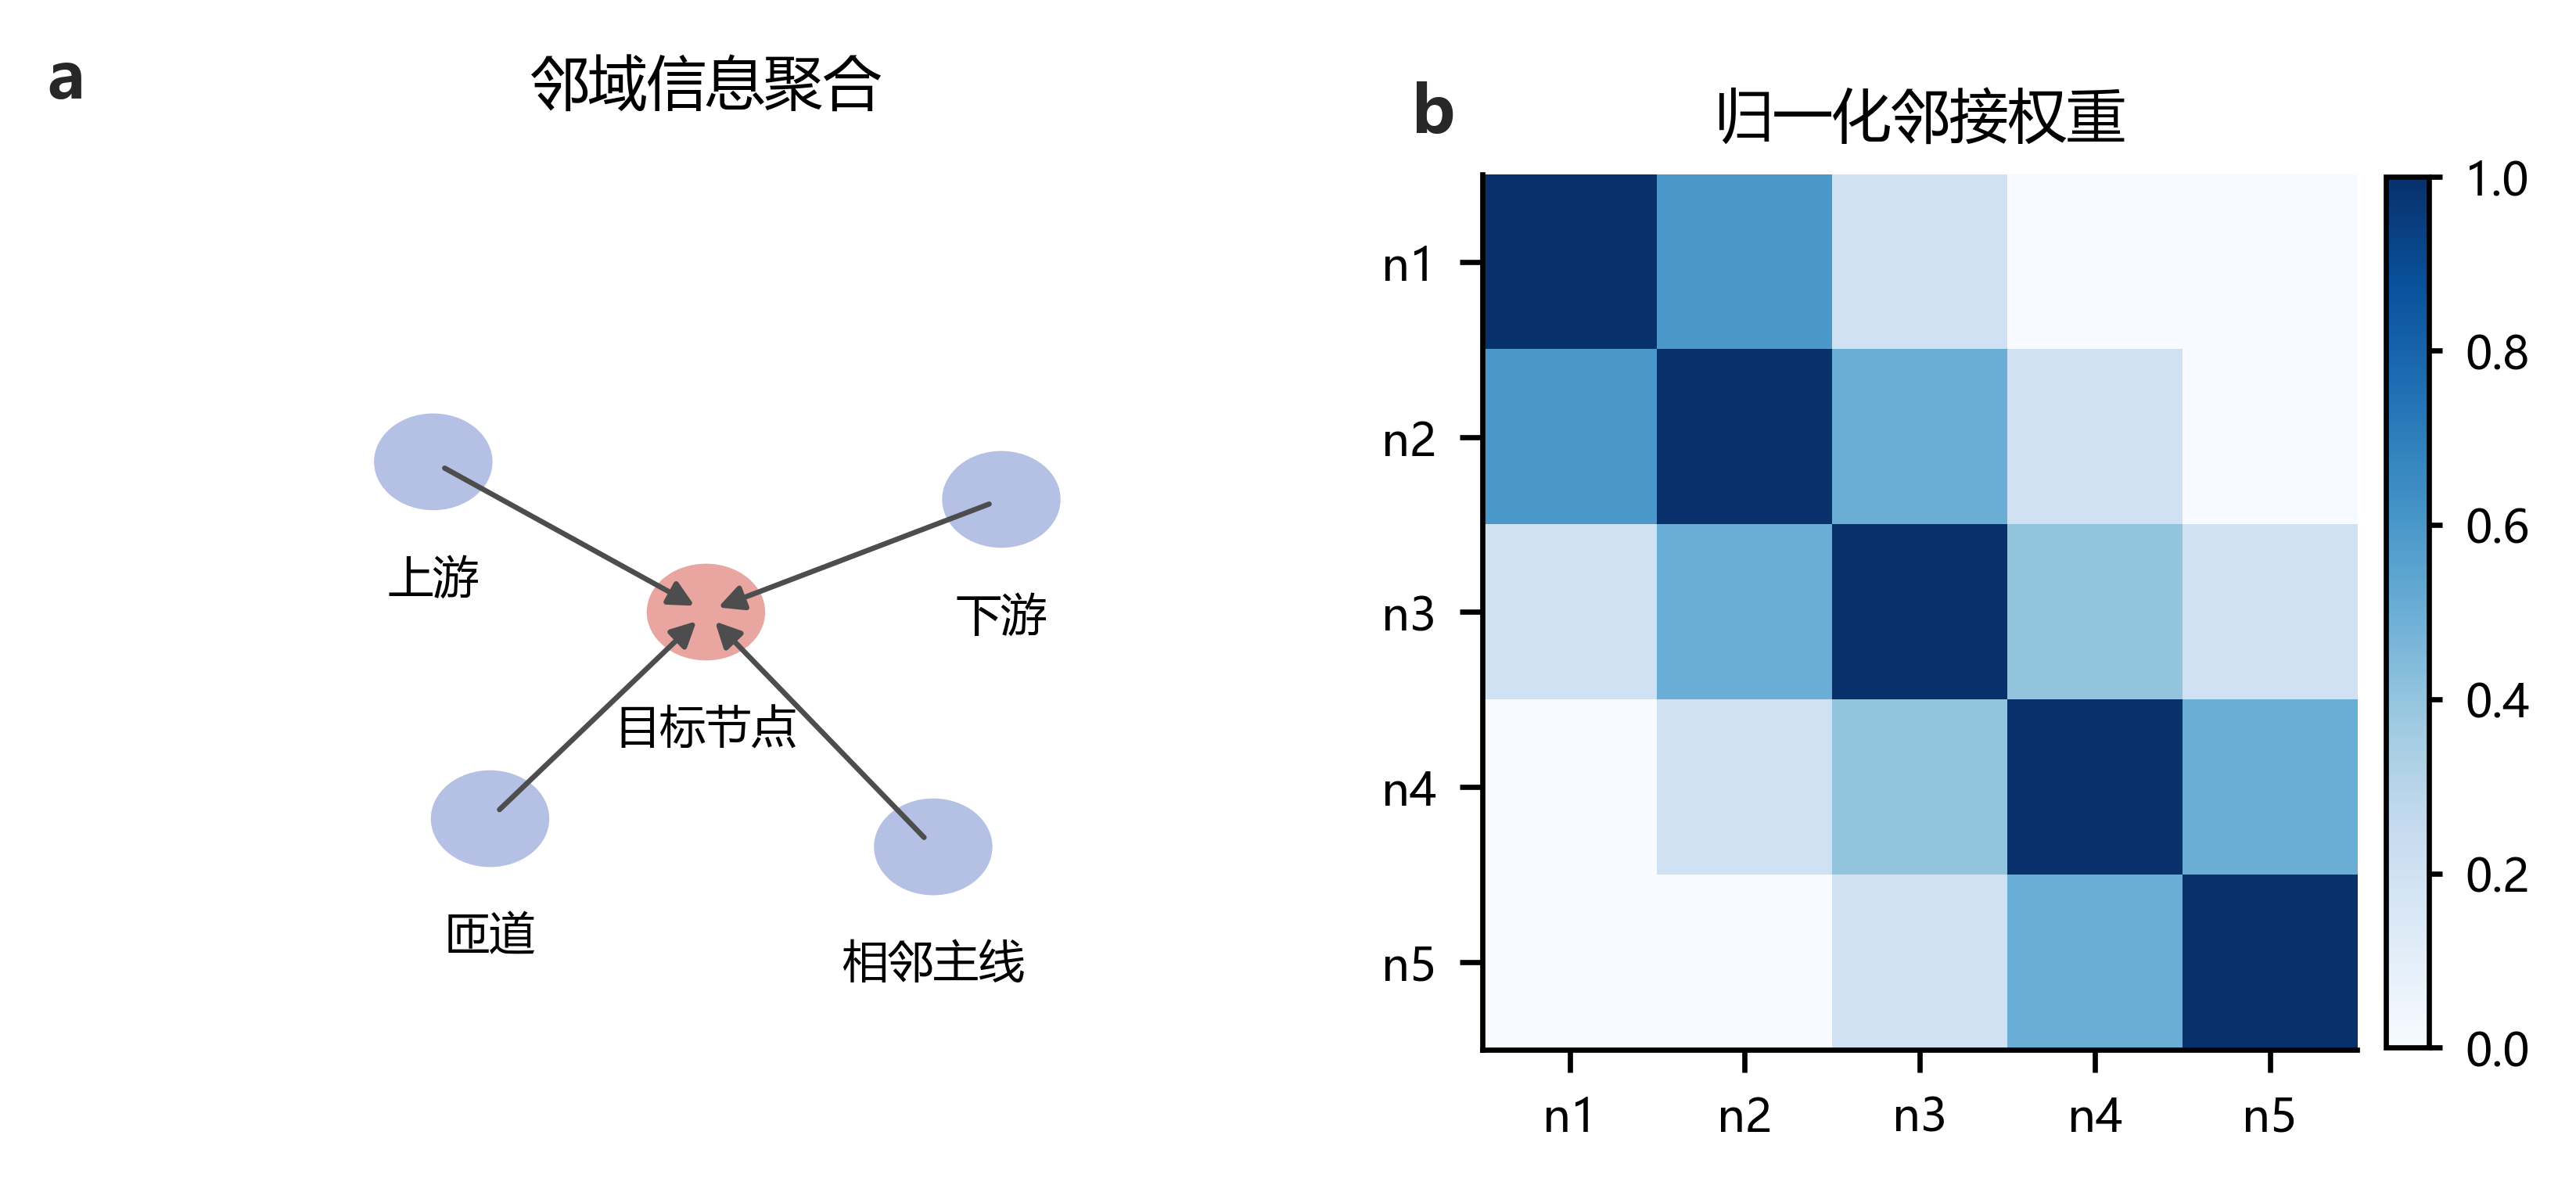 a
邻域信息聚合
上游
下游
目标节点
匝道
相邻主线
b
归一化邻接权重
n1
n2
n3
n4
n5
n1
n2
n3
n4
n5
1.0
0.8
0.6
0.4
0.2
0.0